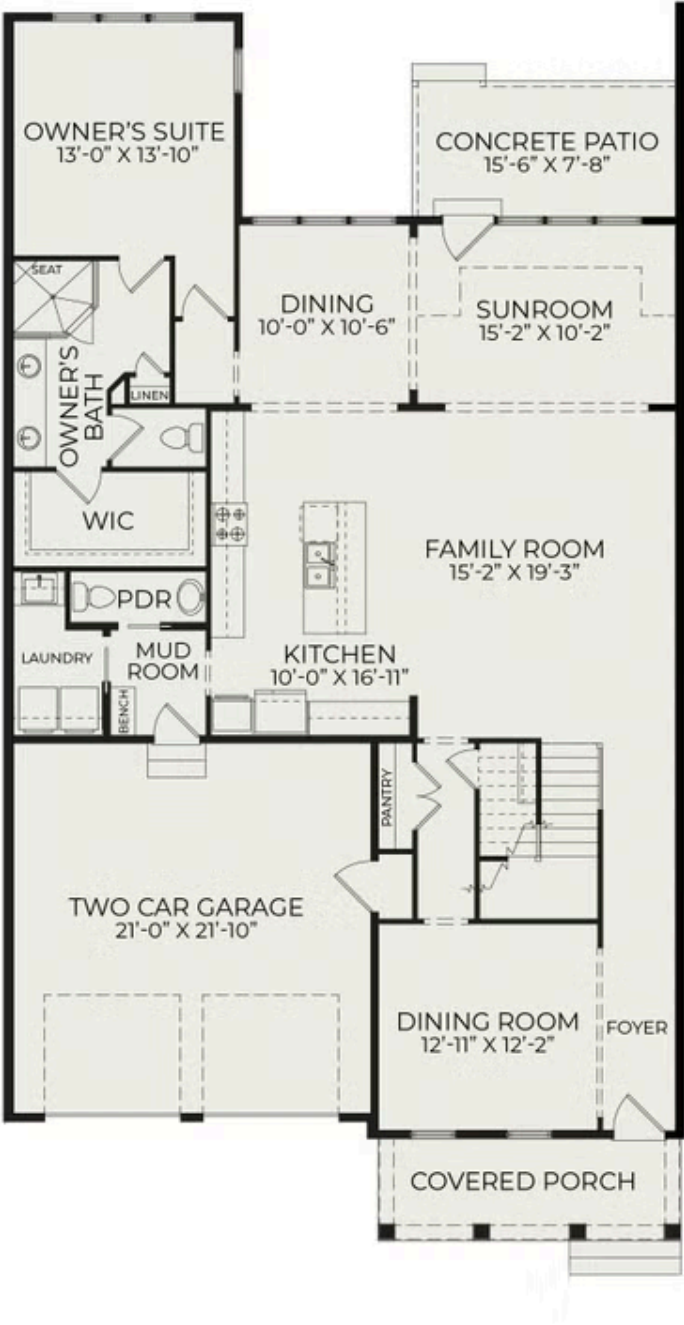 OWNER'S SUITE
13'-0" X 13'-10"
CONCRETE PATIO
15'-6" X 7'-8"
SEAT
DINING
10'-0" X 10'-6"
SUNROOM
15'-2" X 10'-2"
OWNER'S
BATH
LINEN
WIC
FAMILY ROOM
15'-2" X 19'-3"
PDR
LAUNDRY
MUD
ROOM
BENCH
KITCHEN
10'-0" X 16'-11"
PANTRY
TWO CAR GARAGE
21'-0" X 21'-10"
DINING ROOM
12'-11" X 12'-2"
FOYER
COVERED PORCH